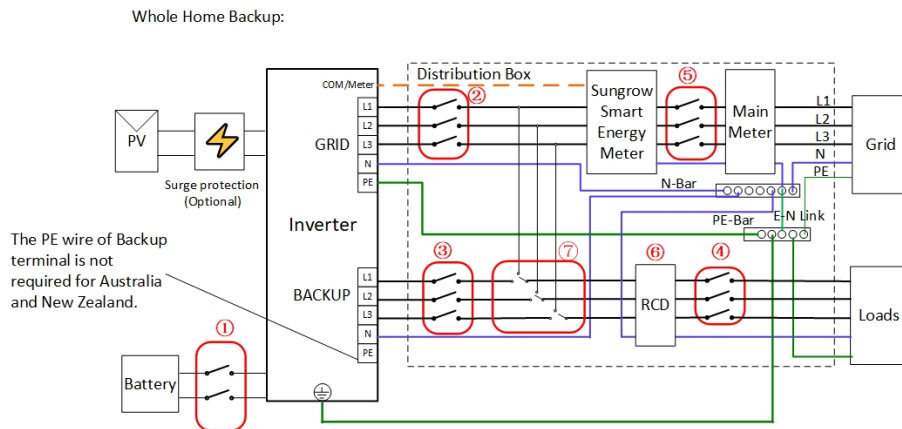 Whole Home Backup:
Distribution Box
COM/Meter
②
⑤
L1
L2
L3
N
PE
GRID
Sungrow
Smart
Energy
Meter
Main
Meter
L1
L2
L3
N
PE
Grid
PV
Surge protection
(Optional)
N-Bar
E-N Link
PE-Bar
Inverter
The PE wire of Backup
terminal is not
required for Australia
and New Zealand.
③
⑦
⑥
④
L1
L2
L3
N
PE
BACKUP
RCD
Loads
①
Battery